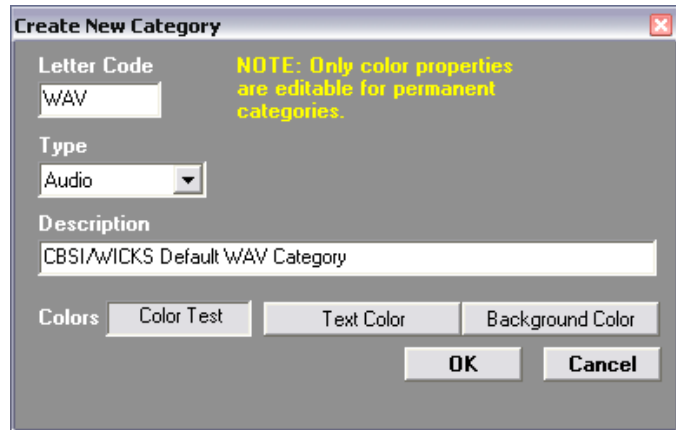 Create New Category
Letter Code
NOTE: Only color properties
are editable for permanent
categories.
WAV
Type
Audio
Description
CBSI/WICKS Default WAV Category
Colors Color Test Text Color Background Color
OK Cancel